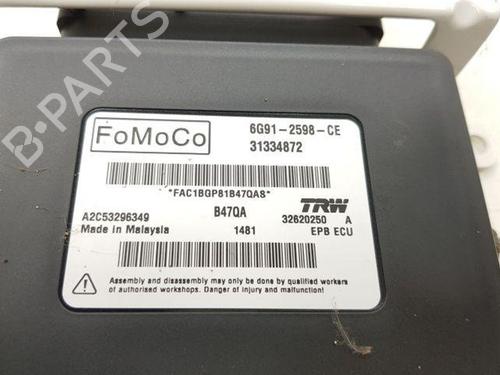 B-PARTS
FoMoCo
6G91-2598-CE
31334872
*FAC1BGP81B47QAS*
A2C53296349
B47QA
TRW
32620250 A
Made in Malaysia
1481
EPB ECU
Assembly and disassembly may only be done by qualified workers
of authorised workshops. Danger of injury and malfunction!